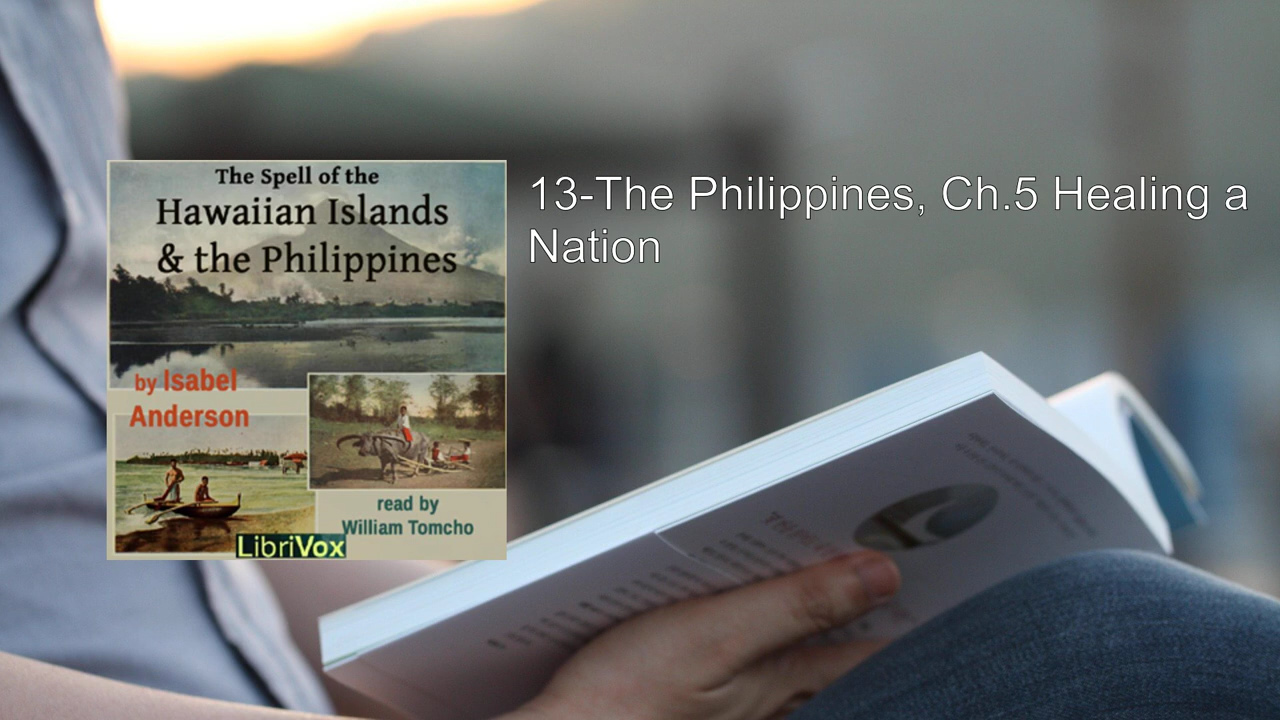 The Spell of the
Hawaiian Islands
& the Philippines
by Isabel
Anderson
read by
William Tomcho
LibriVox
13-The Philippines, Ch.5 Healing a
Nation